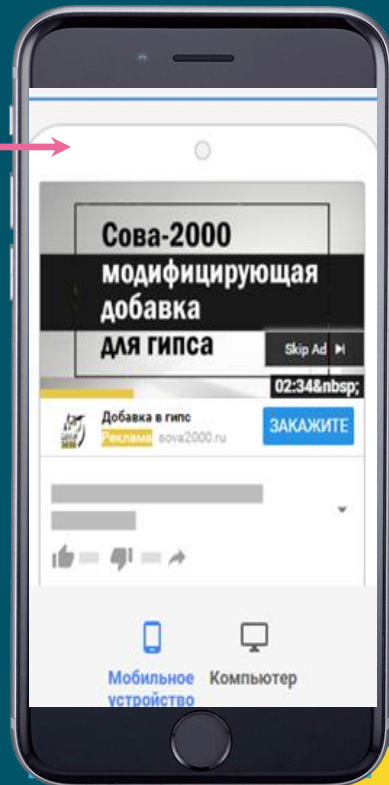 Сова-2000
модифицирующая
добавка
для гипса
Skip Ad
02:34&nbsp;
Добавка в гипс
Реклама sova2000.ru
ЗАКАЖИТЕ
Мобильное Компьютер
устройство